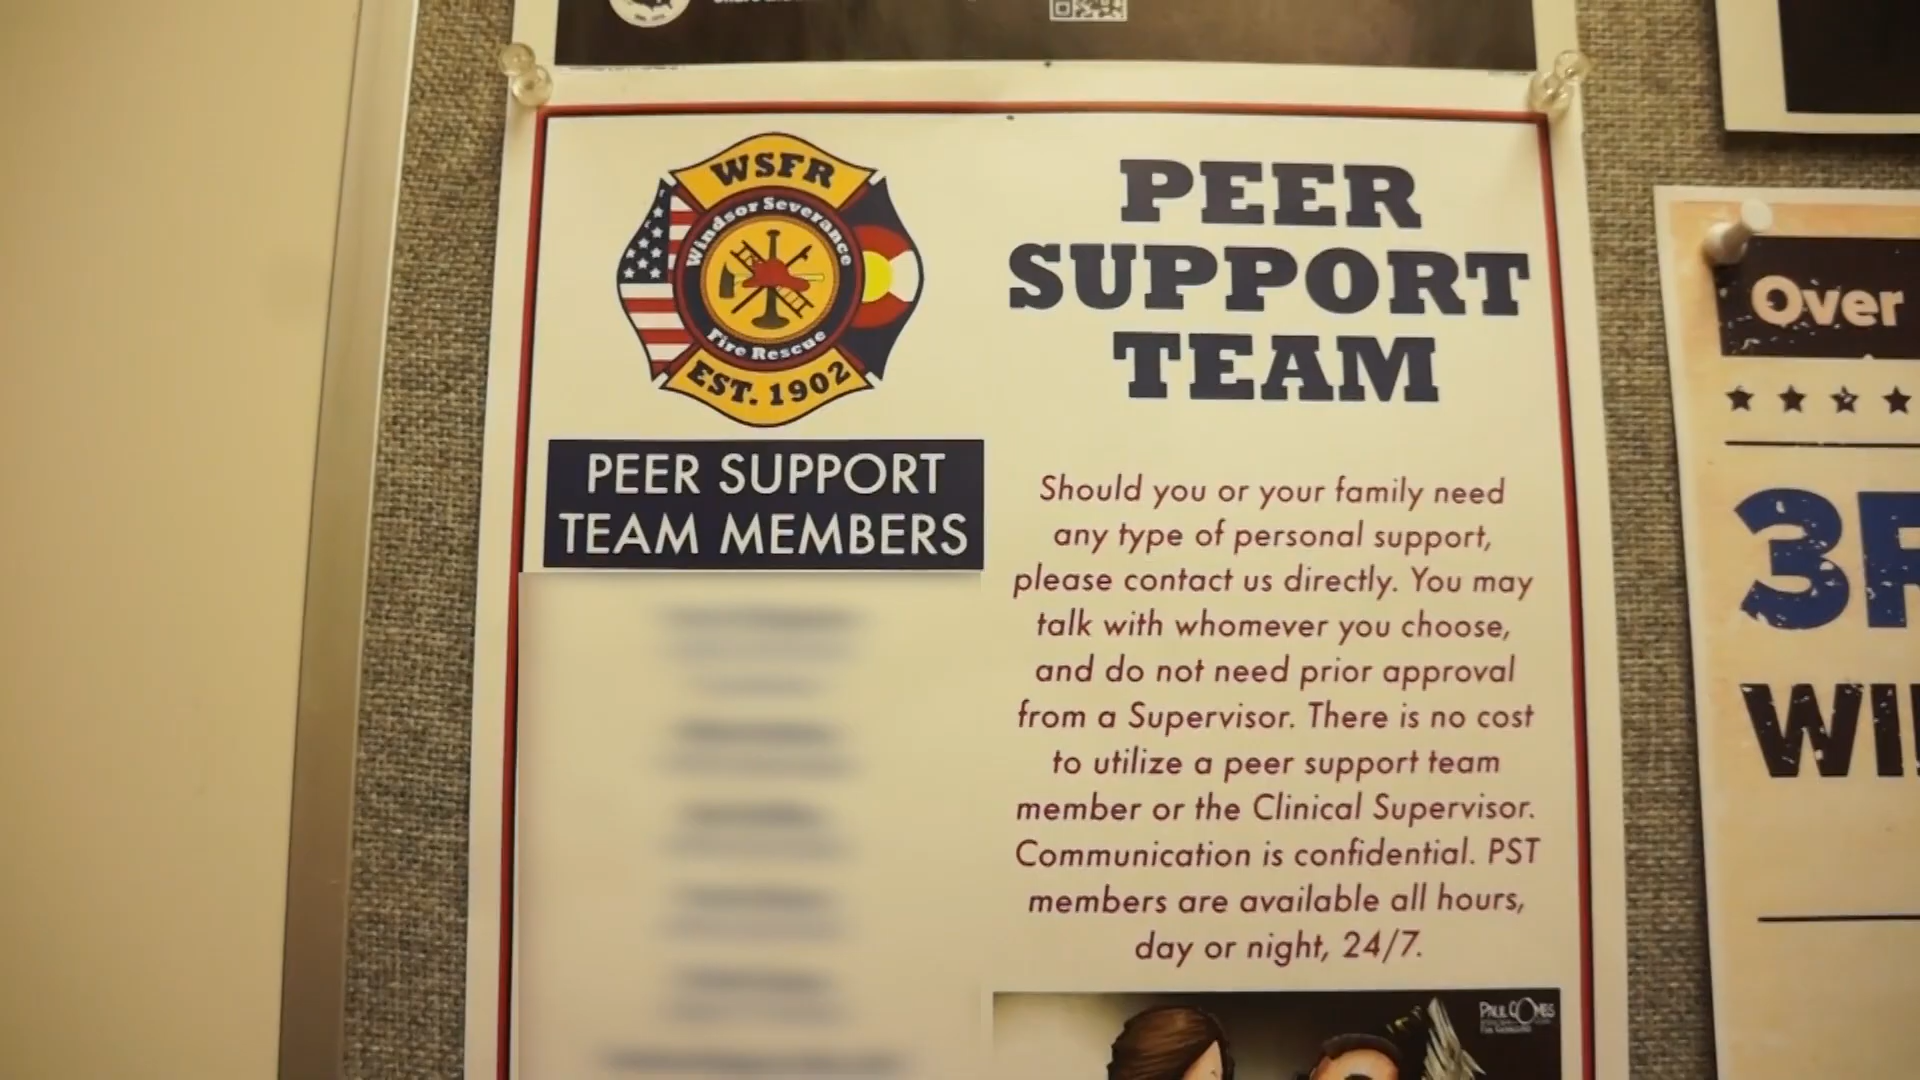 WSFR
Windsor Severance
Fire Rescue
EST. 1902
PEER
SUPPORT
TEAM
PEER SUPPORT
TEAM MEMBERS
Should you or your family need
any type of personal support,
please contact us directly. You may
talk with whomever you choose,
and do not need prior approval
from a Supervisor. There is no cost
to utilize a peer support team
member or the Clinical Supervisor.
Communication is confidential. PST
members are available all hours,
day or night, 24/7.
PAUL COMBS
Over